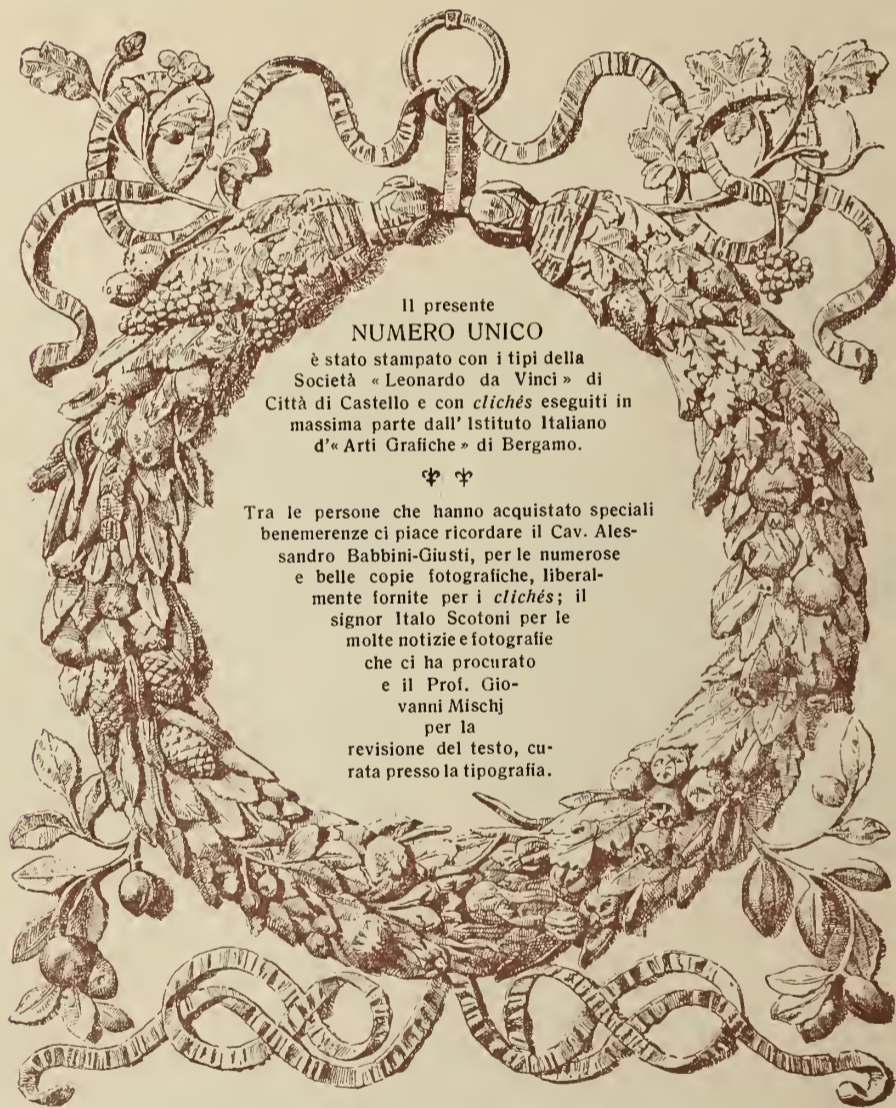 Il presente
NUMERO UNICO
è stato stampato con i tipi della
Società « Leonardo da Vinci » di
Città di Castello e con clichés eseguiti in
massima parte dall' Istituto Italiano
d'« Arti Grafiche » di Bergamo.
Tra le persone che hanno acquistato speciali
benemerenze ci piace ricordare il Cav. Ales-
sandro Babbini-Giusti, per le numerose
e belle copie fotografiche, liberal-
mente fornite per i clichés; il
signor Italo Scotoni per le
molte notizie e fotografie
che ci ha procurato
e il Prof. Gio-
vanni Mischj
per la
revisione del testo, cu-
rata presso la tipografia.